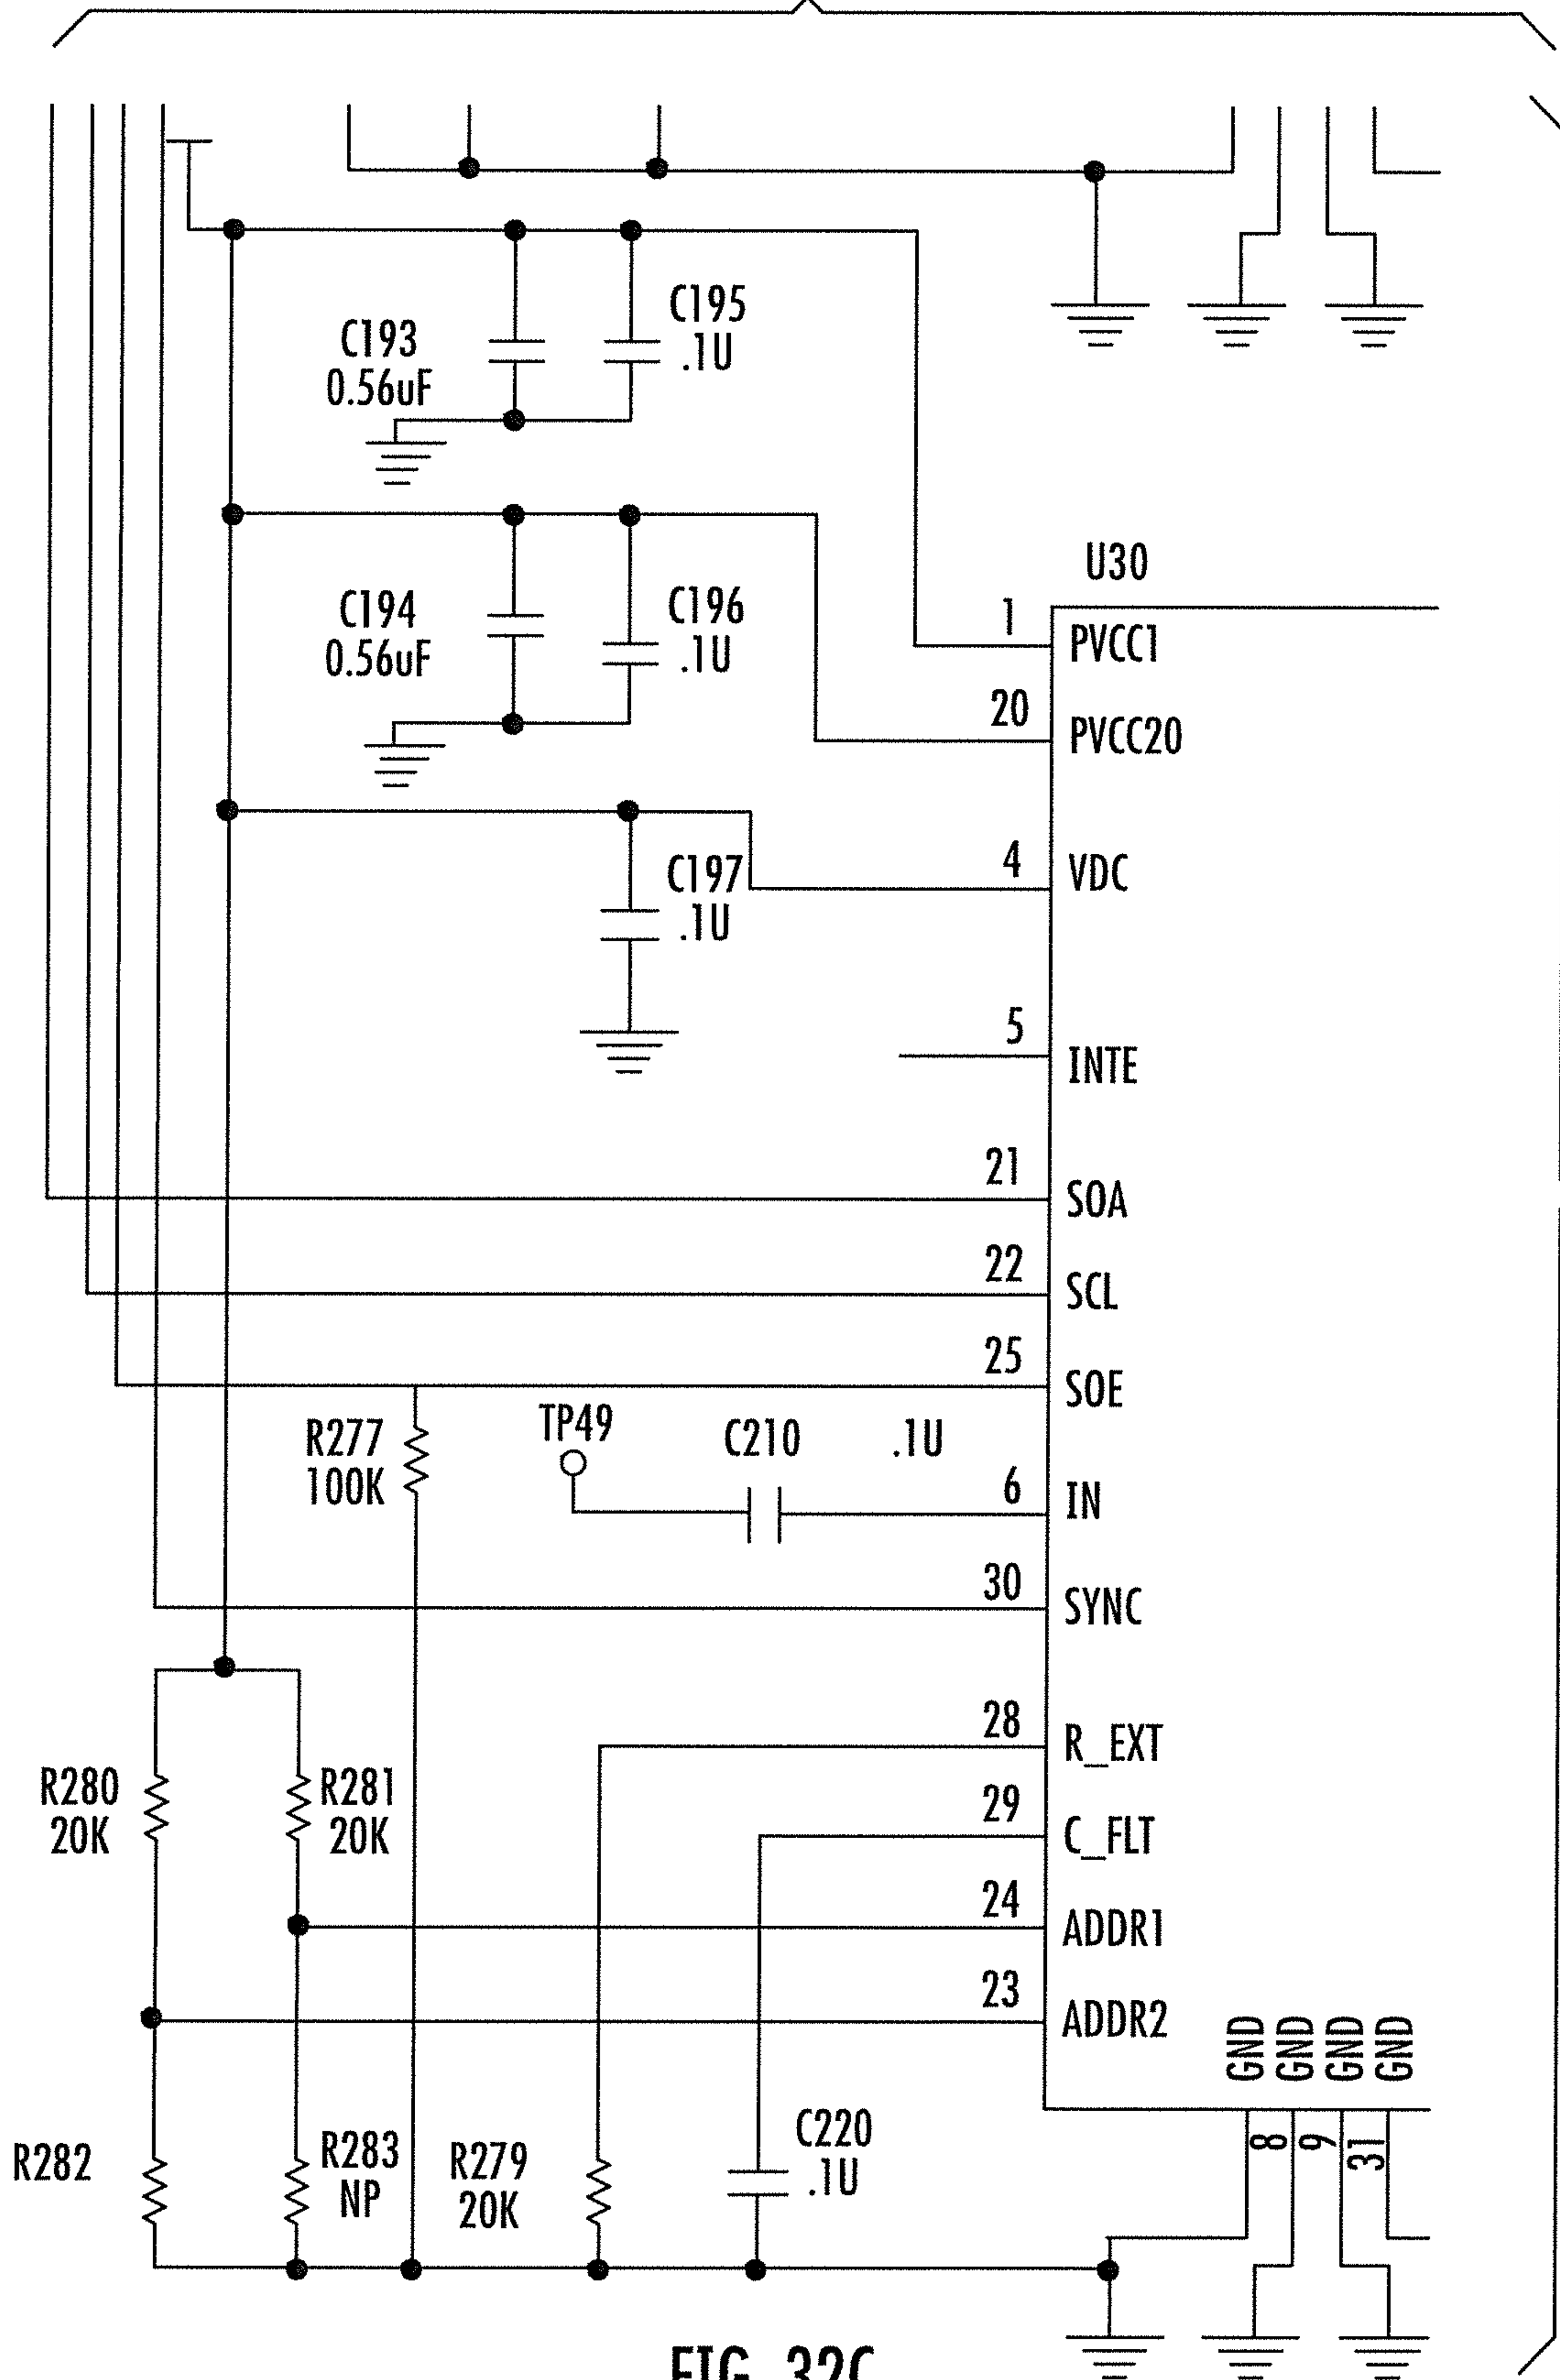 C193
0.56uF
C195
.1U
C194
0.56uF
C196
.1U
U30
1
PVCC1
20
PVCC20
C197
.1U
4
VDC
5
INTE
21
SOA
22
SCL
25
SOE
R277
100K
TP49
C210
.1U
6
IN
30
SYNC
28
R_EXT
R280
20K
R281
20K
29
C_FLT
24
ADDR1
23
ADDR2
GND
GND
GND
GND
8
9
31
R282
R283
NP
R279
20K
C220
.1U
FIG. 32C